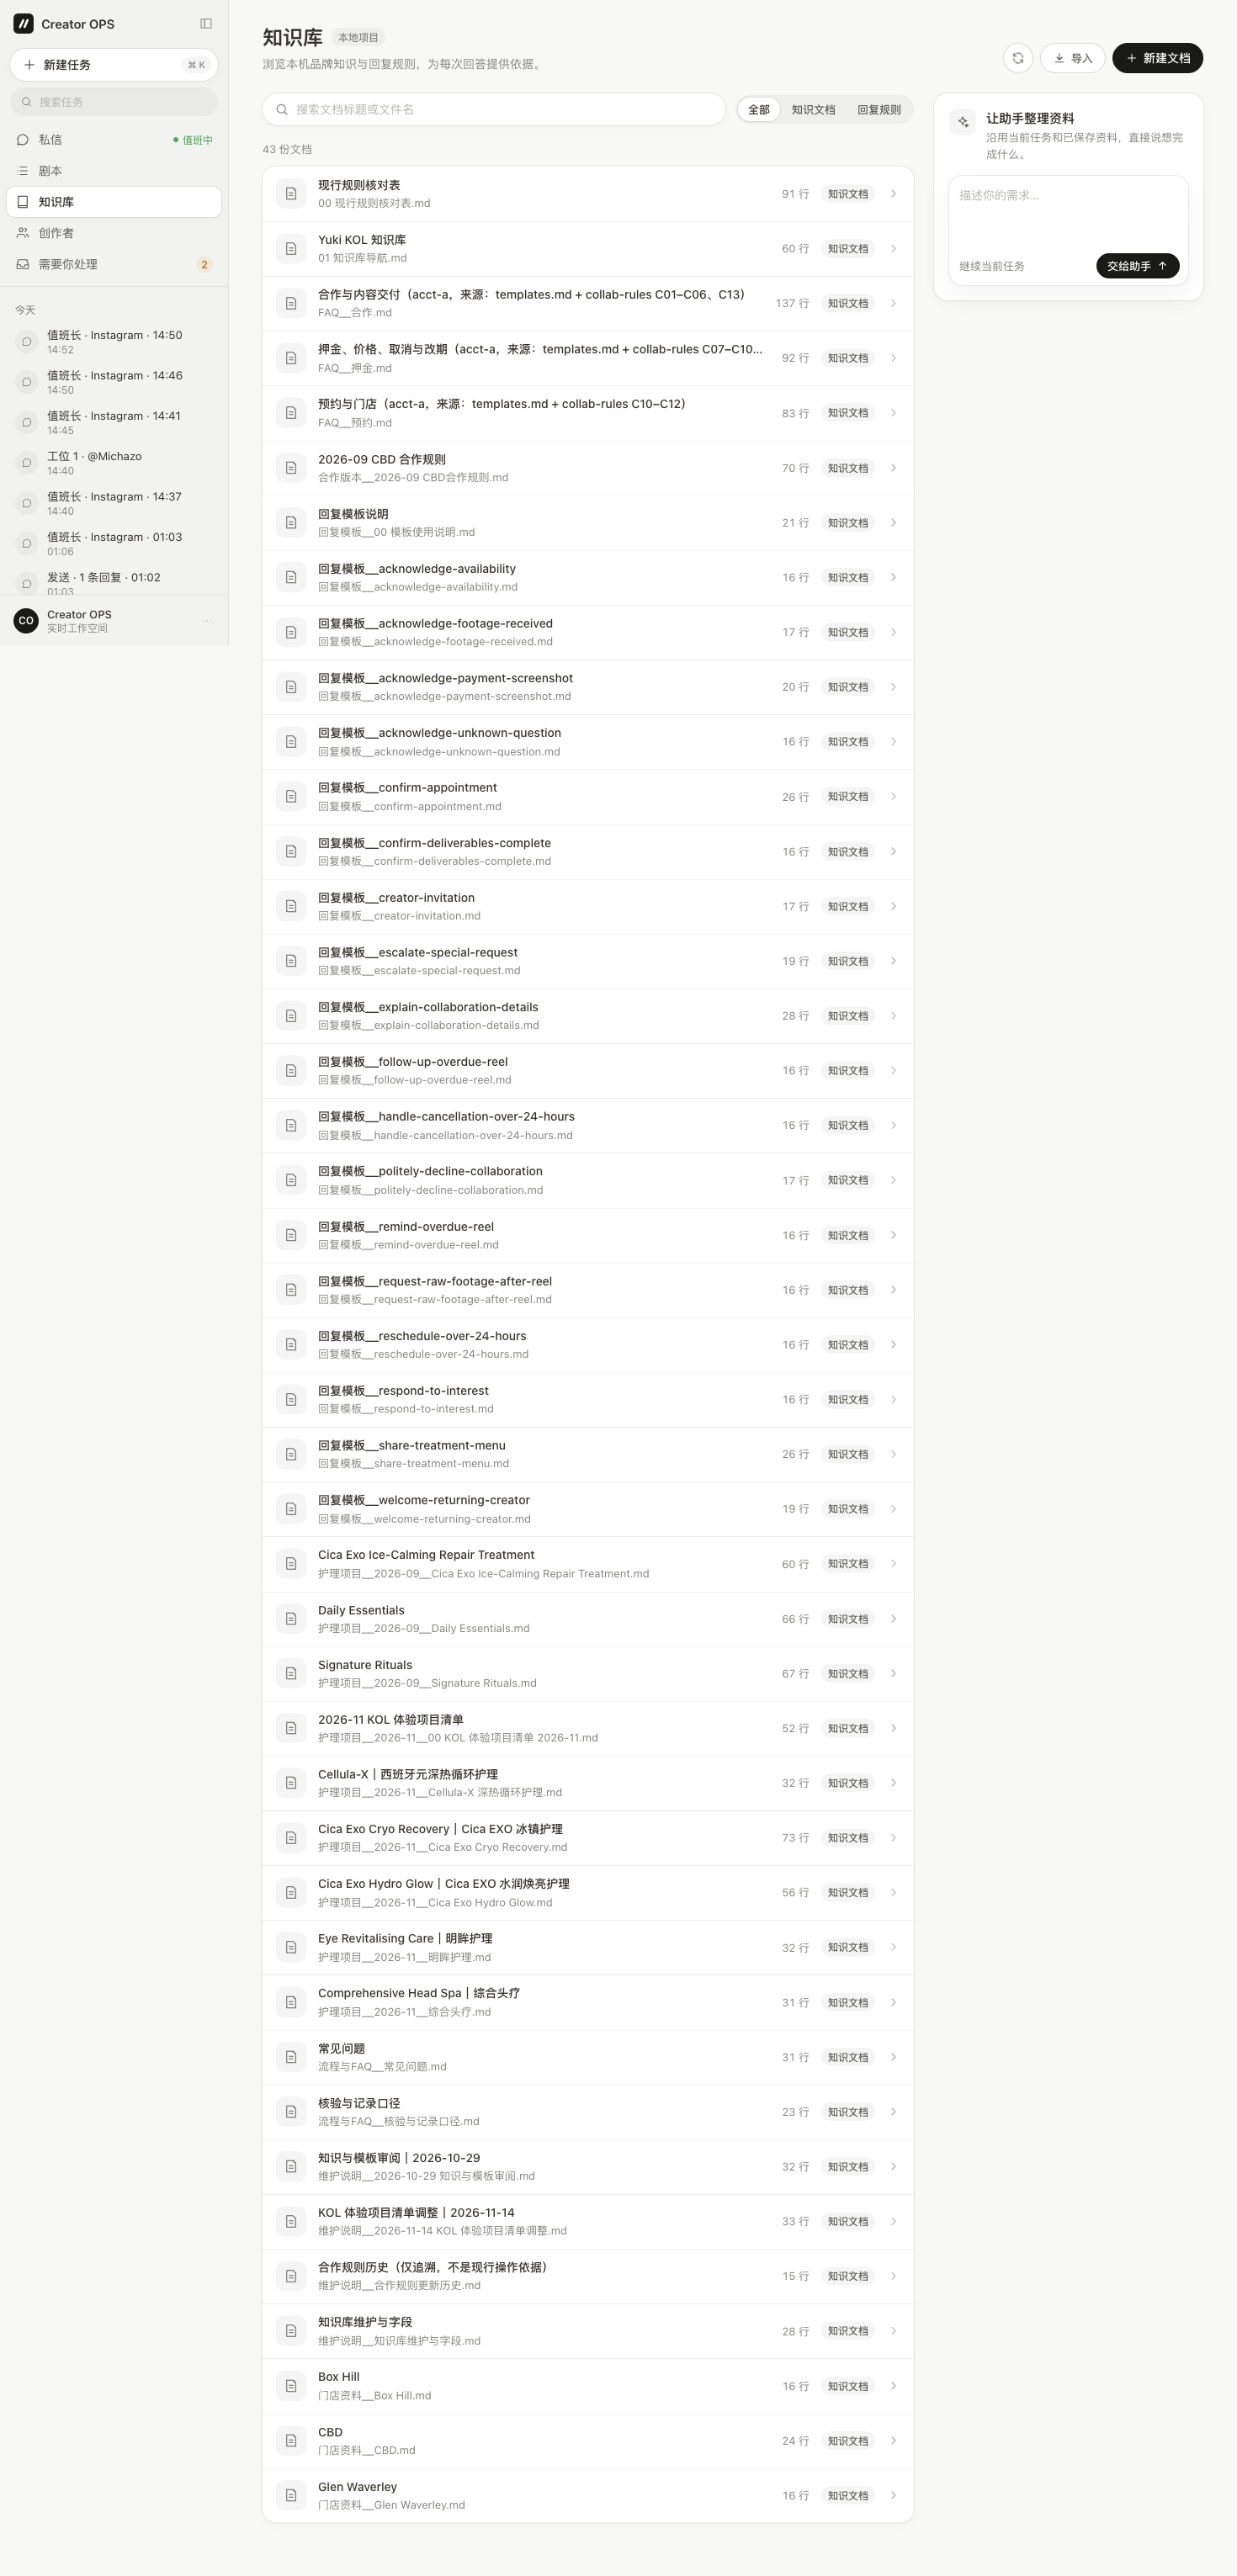 Creator OPS
新建任务
⌘ K
搜索任务
私信
值班中
剧本
知识库
创作者
需要你处理
2
今天
值班长 · Instagram · 14:50
14:52
值班长 · Instagram · 14:46
14:50
值班长 · Instagram · 14:41
14:45
工位 1 · @Michazo
14:40
值班长 · Instagram · 14:37
14:40
值班长 · Instagram · 01:03
01:06
发送 · 1 条回复 · 01:02
01:03
CO
Creator OPS
实时工作空间
知识库
本地项目
浏览本机品牌知识与回复规则，为每次回答提供依据。
导入
新建文档
搜索文档标题或文件名
全部
知识文档
回复规则
43 份文档
现行规则核对表
00 现行规则核对表.md
91 行
知识文档
Yuki KOL 知识库
01 知识库导航.md
60 行
知识文档
合作与内容交付（acct-a，来源：templates.md + collab-rules C01–C06、C13）
FAQ__合作.md
137 行
知识文档
押金、价格、取消与改期（acct-a，来源：templates.md + collab-rules C07–C10...
FAQ__押金.md
92 行
知识文档
预约与门店（acct-a，来源：templates.md + collab-rules C10–C12）
FAQ__预约.md
83 行
知识文档
2026-09 CBD 合作规则
合作版本__2026-09 CBD合作规则.md
70 行
知识文档
回复模板说明
回复模板__00 模板使用说明.md
21 行
知识文档
回复模板__acknowledge-availability
回复模板__acknowledge-availability.md
16 行
知识文档
回复模板__acknowledge-footage-received
回复模板__acknowledge-footage-received.md
17 行
知识文档
回复模板__acknowledge-payment-screenshot
回复模板__acknowledge-payment-screenshot.md
20 行
知识文档
回复模板__acknowledge-unknown-question
回复模板__acknowledge-unknown-question.md
16 行
知识文档
回复模板__confirm-appointment
回复模板__confirm-appointment.md
26 行
知识文档
回复模板__confirm-deliverables-complete
回复模板__confirm-deliverables-complete.md
16 行
知识文档
回复模板__creator-invitation
回复模板__creator-invitation.md
17 行
知识文档
回复模板__escalate-special-request
回复模板__escalate-special-request.md
19 行
知识文档
回复模板__explain-collaboration-details
回复模板__explain-collaboration-details.md
28 行
知识文档
回复模板__follow-up-overdue-reel
回复模板__follow-up-overdue-reel.md
16 行
知识文档
回复模板__handle-cancellation-over-24-hours
回复模板__handle-cancellation-over-24-hours.md
16 行
知识文档
回复模板__politely-decline-collaboration
回复模板__politely-decline-collaboration.md
17 行
知识文档
回复模板__remind-overdue-reel
回复模板__remind-overdue-reel.md
16 行
知识文档
回复模板__request-raw-footage-after-reel
回复模板__request-raw-footage-after-reel.md
16 行
知识文档
回复模板__reschedule-over-24-hours
回复模板__reschedule-over-24-hours.md
16 行
知识文档
回复模板__respond-to-interest
回复模板__respond-to-interest.md
16 行
知识文档
回复模板__share-treatment-menu
回复模板__share-treatment-menu.md
26 行
知识文档
回复模板__welcome-returning-creator
回复模板__welcome-returning-creator.md
19 行
知识文档
Cica Exo Ice-Calming Repair Treatment
护理项目__2026-09__Cica Exo Ice-Calming Repair Treatment.md
60 行
知识文档
Daily Essentials
护理项目__2026-09__Daily Essentials.md
66 行
知识文档
Signature Rituals
护理项目__2026-09__Signature Rituals.md
67 行
知识文档
2026-11 KOL 体验项目清单
护理项目__2026-11__00 KOL 体验项目清单 2026-11.md
52 行
知识文档
Cellula-X｜西班牙元深热循环护理
护理项目__2026-11__Cellula-X 深热循环护理.md
32 行
知识文档
Cica Exo Cryo Recovery｜Cica EXO 冰镇护理
护理项目__2026-11__Cica Exo Cryo Recovery.md
73 行
知识文档
Cica Exo Hydro Glow｜Cica EXO 水润焕亮护理
护理项目__2026-11__Cica Exo Hydro Glow.md
56 行
知识文档
Eye Revitalising Care｜明眸护理
护理项目__2026-11__明眸护理.md
32 行
知识文档
Comprehensive Head Spa｜综合头疗
护理项目__2026-11__综合头疗.md
31 行
知识文档
常见问题
流程与FAQ__常见问题.md
31 行
知识文档
核验与记录口径
流程与FAQ__核验与记录口径.md
23 行
知识文档
知识与模板审阅｜2026-10-29
维护说明__2026-10-29 知识与模板审阅.md
32 行
知识文档
KOL 体验项目清单调整｜2026-11-14
维护说明__2026-11-14 KOL 体验项目清单调整.md
33 行
知识文档
合作规则历史（仅追溯，不是现行操作依据）
维护说明__合作规则更新历史.md
15 行
知识文档
知识库维护与字段
维护说明__知识库维护与字段.md
28 行
知识文档
Box Hill
门店资料__Box Hill.md
16 行
知识文档
CBD
门店资料__CBD.md
24 行
知识文档
Glen Waverley
门店资料__Glen Waverley.md
16 行
知识文档
让助手整理资料
沿用当前任务和已保存资料，直接说想完
成什么。
描述你的需求...
继续当前任务
交给助手